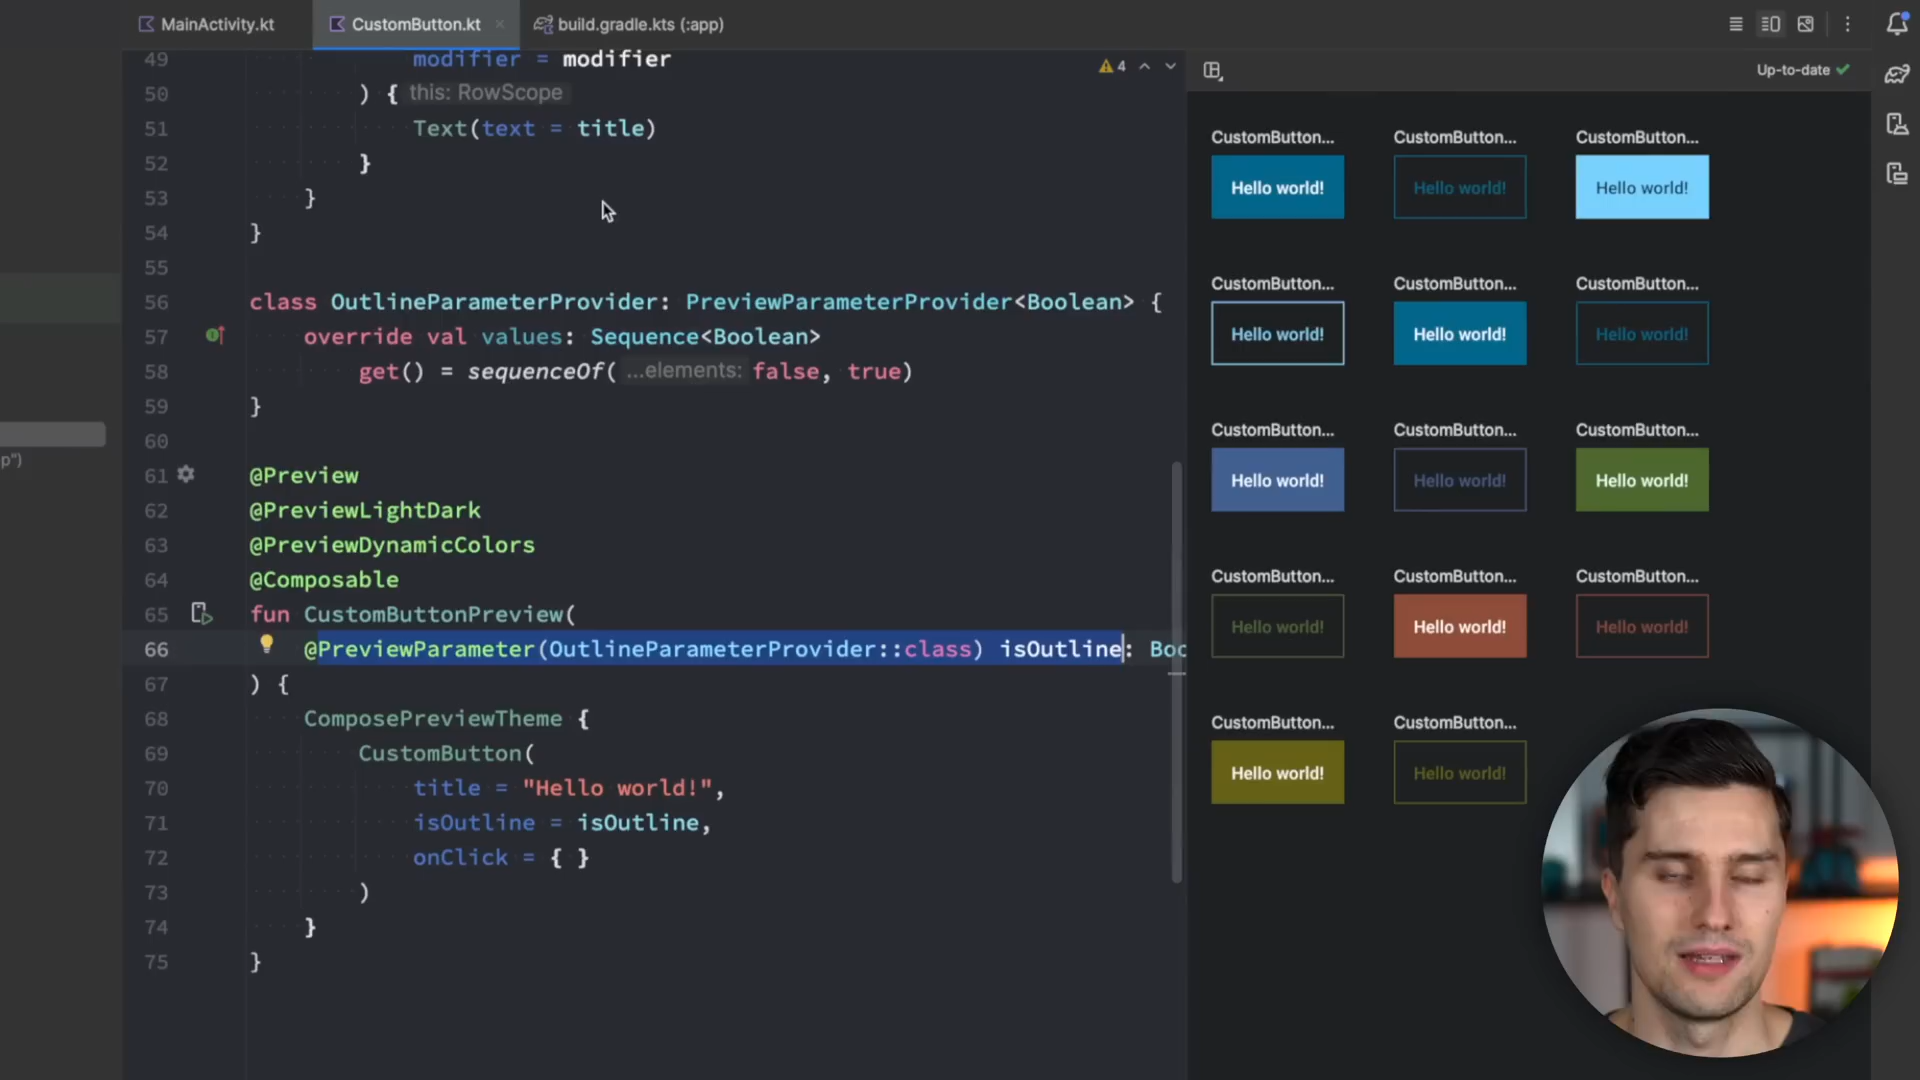 MainActivity.kt
CustomButton.kt
build.gradle.kts (:app)
49 modifier = modifier
50 ) { this: RowScope
51 Text(text = title)
52 }
53 }
54 }
55
56 class OutlineParameterProvider: PreviewParameterProvider<Boolean> {
57 override val values: Sequence<Boolean>
58 get() = sequenceOf( ...elements: false, true)
59 }
60
61 @Preview
62 @PreviewLightDark
63 @PreviewDynamicColors
64 @Composable
65 fun CustomButtonPreview(
66 @PreviewParameter(OutlineParameterProvider::class) isOutline: Boo
67 ) {
68 ComposePreviewTheme {
69 CustomButton(
70 title = "Hello world!",
71 isOutline = isOutline,
72 onClick = { }
73 )
74 }
75 }
p")
4
Up-to-date
CustomButton... CustomButton... CustomButton...
Hello world! Hello world! Hello world!
CustomButton... CustomButton... CustomButton...
Hello world! Hello world! Hello world!
CustomButton... CustomButton... CustomButton...
Hello world! Hello world! Hello world!
CustomButton... CustomButton... CustomButton...
Hello world! Hello world! Hello world!
CustomButton... CustomButton...
Hello world! Hello world!